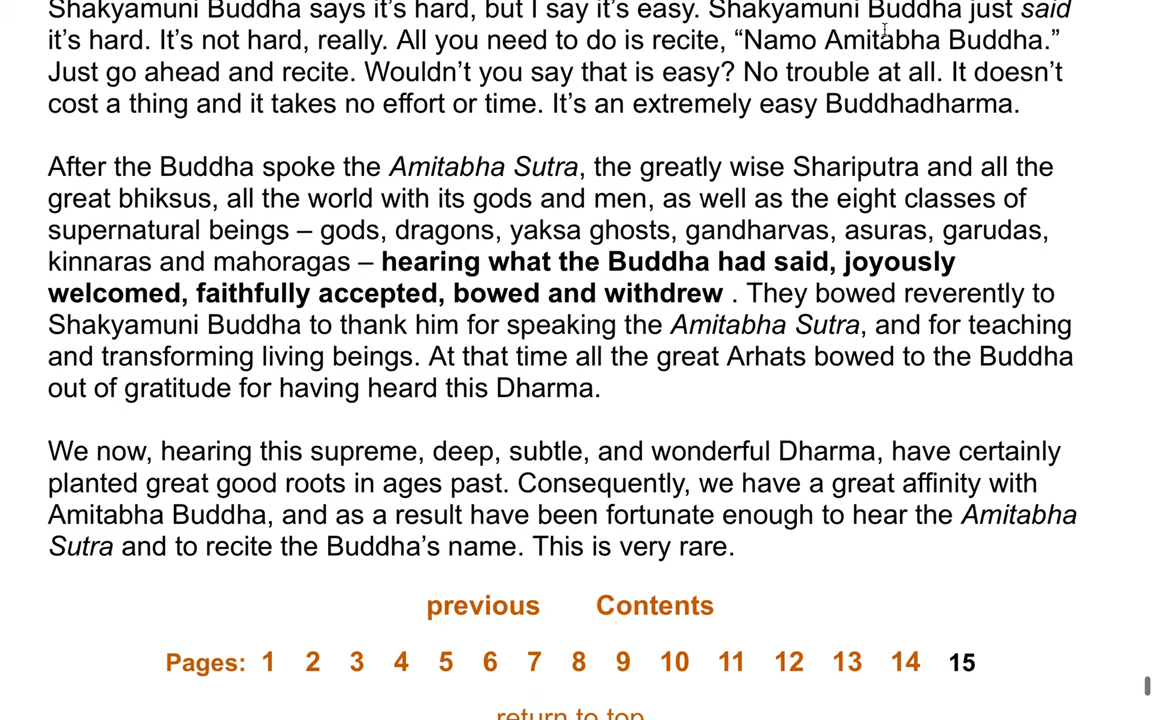 Shakyamuni Buddha says it’s hard, but I say it’s easy. Shakyamuni Buddha just said
it’s hard. It’s not hard, really. All you need to do is recite, “Namo Amitabha Buddha.”
Just go ahead and recite. Wouldn’t you say that is easy? No trouble at all. It doesn’t
cost a thing and it takes no effort or time. It’s an extremely easy Buddhadharma.
After the Buddha spoke the Amitabha Sutra, the greatly wise Shariputra and all the
great bhiksus, all the world with its gods and men, as well as the eight classes of
supernatural beings – gods, dragons, yaksa ghosts, gandharvas, asuras, garudas,
kinnaras and mahoragas – hearing what the Buddha had said, joyously
welcomed, faithfully accepted, bowed and withdrew . They bowed reverently to
Shakyamuni Buddha to thank him for speaking the Amitabha Sutra, and for teaching
and transforming living beings. At that time all the great Arhats bowed to the Buddha
out of gratitude for having heard this Dharma.
We now, hearing this supreme, deep, subtle, and wonderful Dharma, have certainly
planted great good roots in ages past. Consequently, we have a great affinity with
Amitabha Buddha, and as a result have been fortunate enough to hear the Amitabha
Sutra and to recite the Buddha’s name. This is very rare.
previous Contents
Pages: 1 2 3 4 5 6 7 8 9 10 11 12 13 14 15
return to top